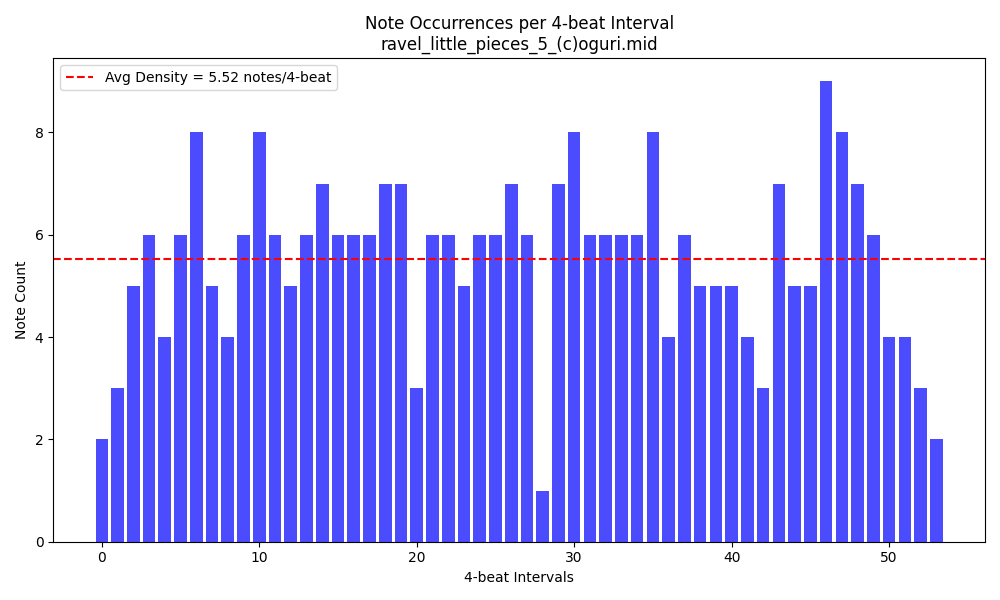 Note Occurrences per 4-beat Interval
ravel_little_pieces_5_(c)oguri.mid
Avg Density = 5.52 notes/4-beat
Note Count
8
6
4
2
0
0 10 20 30 40 50
4-beat Intervals